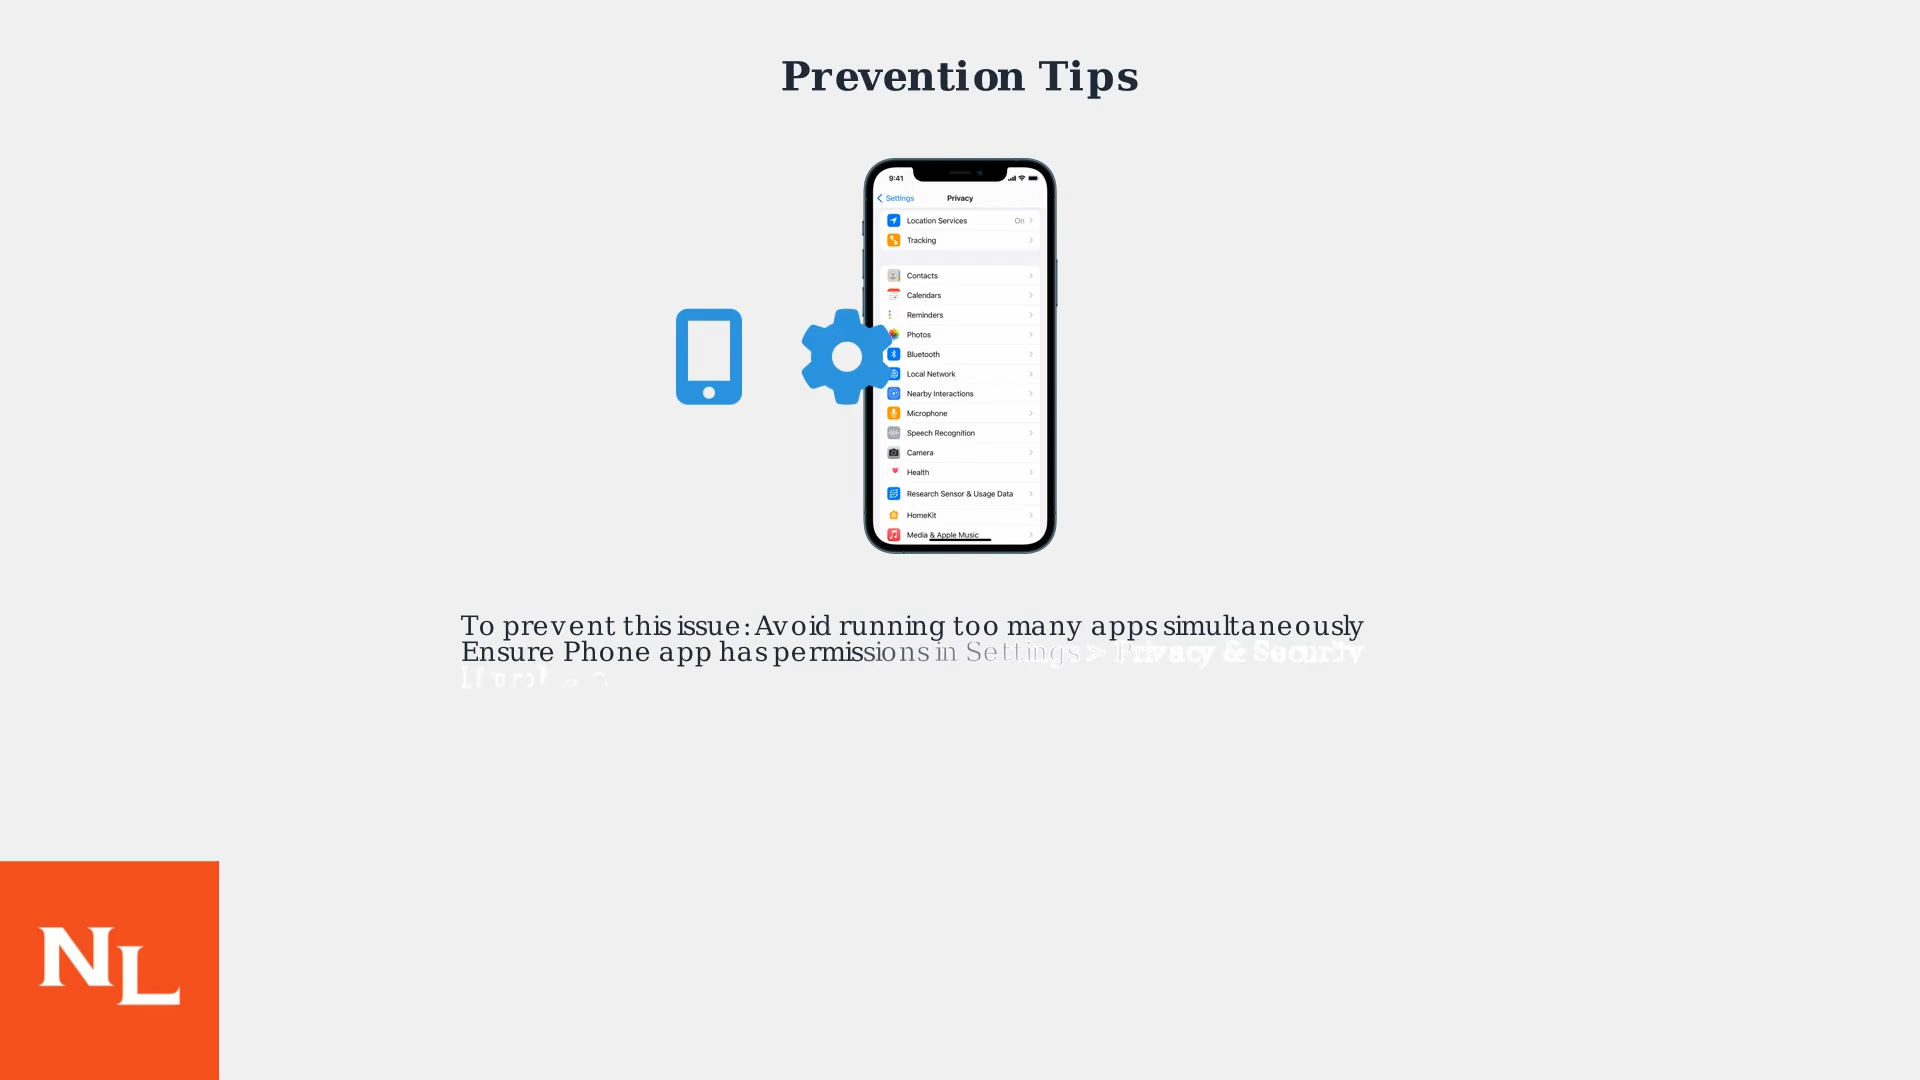 Prevention Tips
9:41
Settings
Privacy
Location Services On
Tracking
Contacts
Calendars
Reminders
Photos
Bluetooth
Local Network
Nearby Interactions
Microphone
Speech Recognition
Camera
Health
Research Sensor & Usage Data
HomeKit
Media & Apple Music
To prevent this issue: Avoid running too many apps simultaneously
Ensure Phone app has permissions in Settings > Privacy & Security
NL